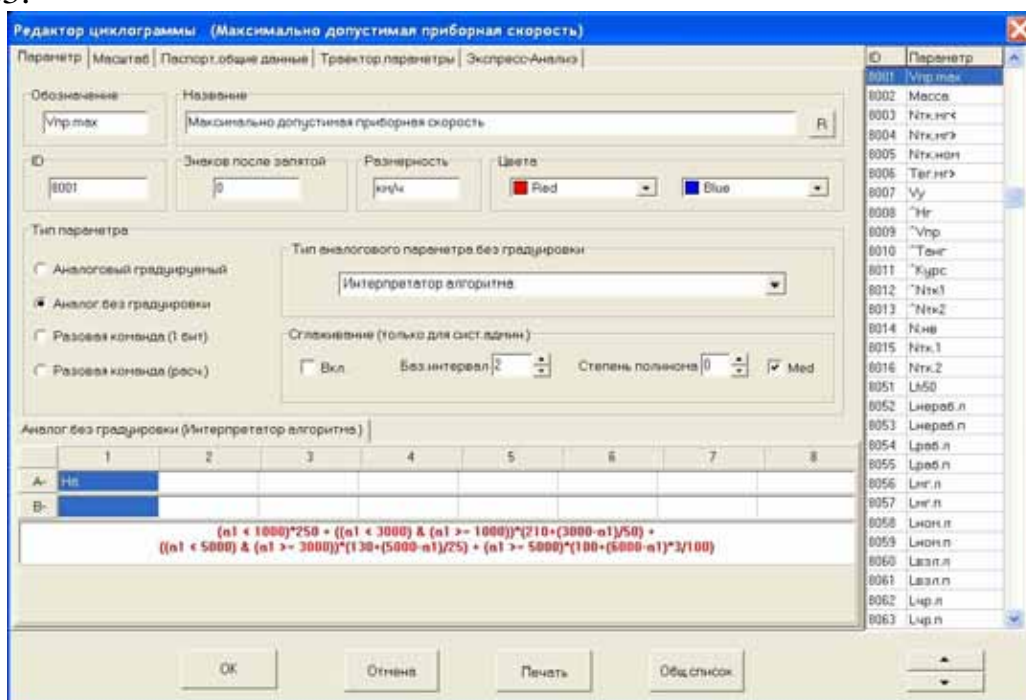 3.
Редактор циклограммы (Максимально допустимая приборная скорость)
Параметр Масштаб Паспорт.общие данные Траектор.параметры Экспресс-Анализ
Обозначение Название
Vпр.max Максимально допустимая приборная скорость R
ID Знаков после запятой Размерность Цвета
8001 0 км/ч Red Blue
Тип параметра
Тип аналогового параметра без градуировки
Аналоговый градуируемый
Интерпретатор алгоритма
Аналог.без градуировки
Разовая команда (1 бит)
Сглаживание (только для сист.админ.)
Вкл. Баз.интервал 2 Степень полинома 0 Med
Разовая команда (расч.)
Аналог без градуировки (Интерпретатор алгоритма)
1 2 3 4 5 6 7 8
A- Нп
B-
(a1 < 1000)*250 + ((a1 < 3000) & (a1 >= 1000))*(210+(3000-a1)/50) +
((a1 < 5000) & (a1 >= 3000))*(130+(5000-a1)/25) + (a1 >= 5000)*(100+(6000-a1)*3/100)
OK Отмена Печать Общ.список
ID Параметр
8001 Vпр.max
8002 Масса
8003 Nтк.нг<
8004 Nтк.нг>
8005 Nтк.ном
8006 Tвг.нг>
8007 Vy
8008 ^Нг
8009 ^Vпр
8010 ^Танг
8011 ^Курс
8012 ^Nтк1
8013 ^Nтк2
8014 N.нв
8015 Nтк.1
8016 Nтк.2
8051 Lh50
8052 Lнераб.л
8053 Lнераб.п
8054 Lраб.л
8055 Lраб.п
8056 Lнг.л
8057 Lнг.п
8058 Lном.л
8059 Lном.п
8060 Lвзл.л
8061 Lвзл.п
8062 Lчр.л
8063 Lчр.п